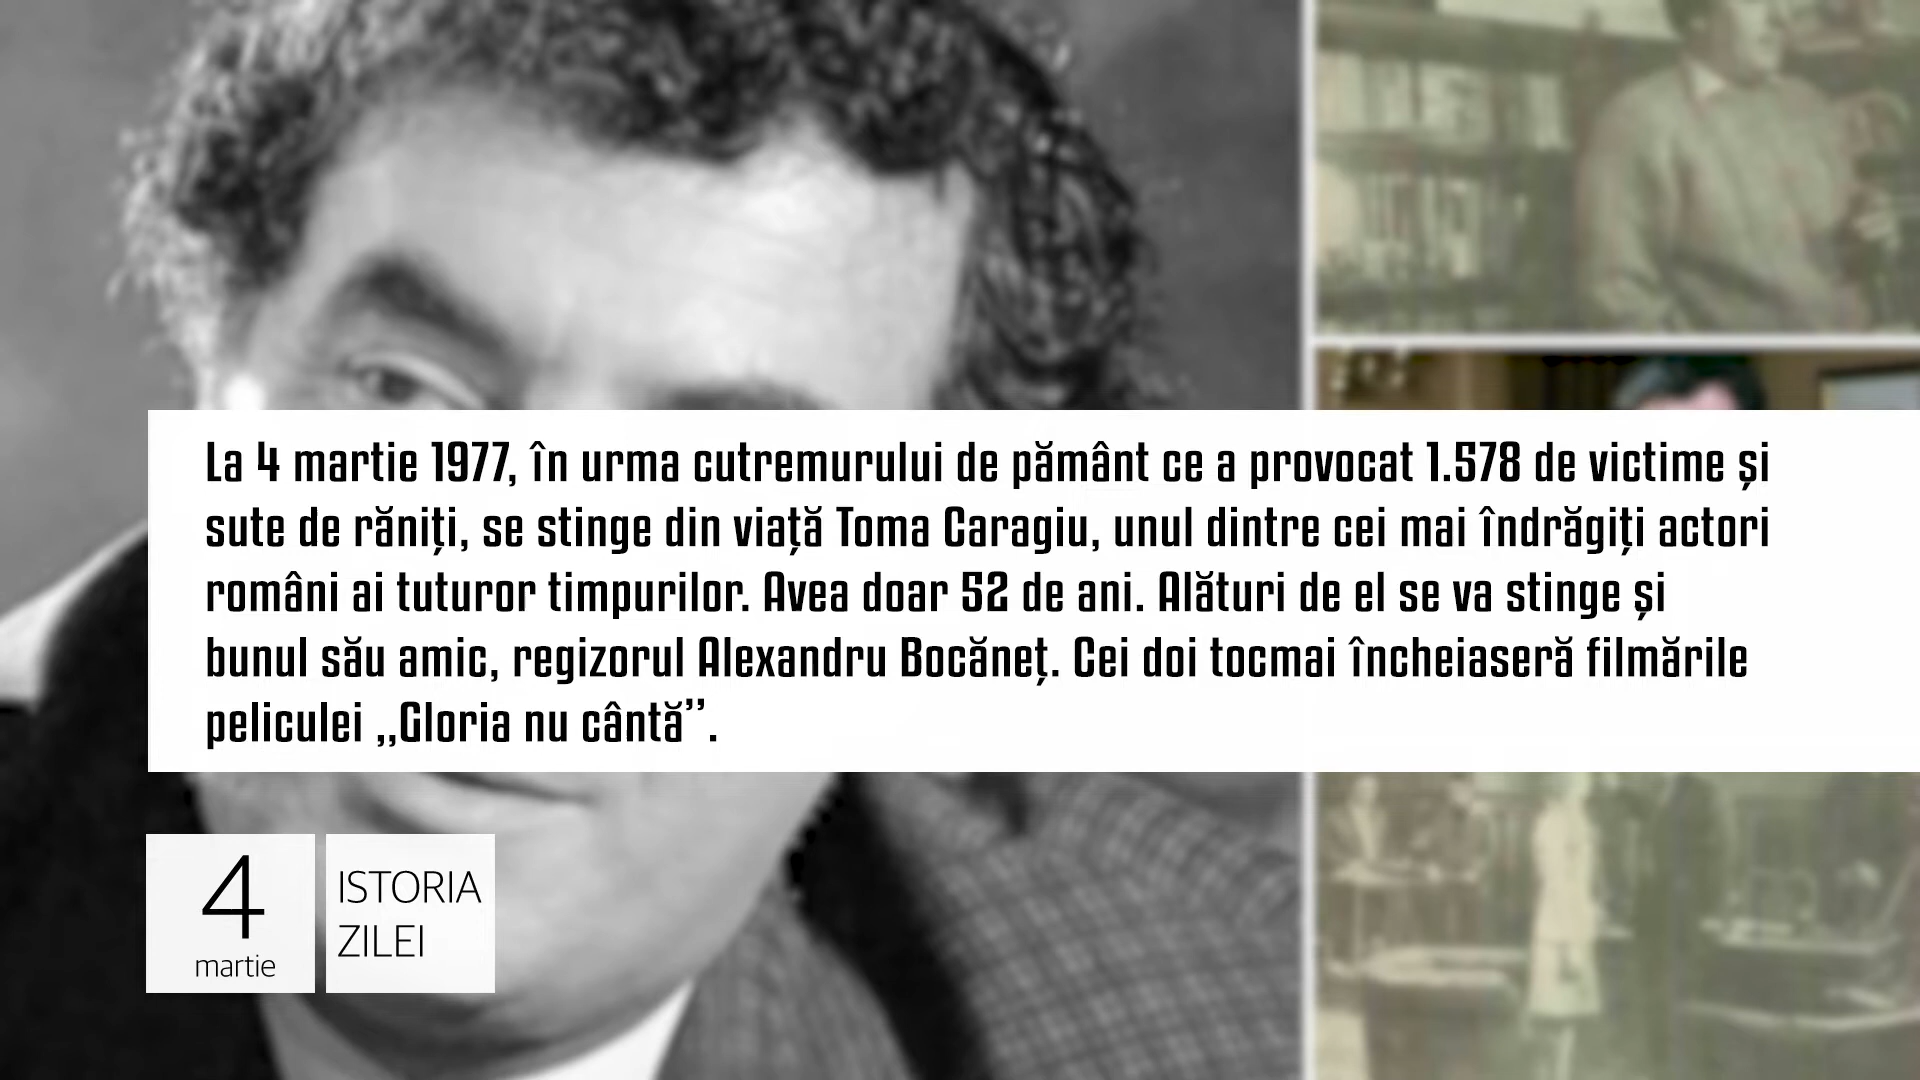 La 4 martie 1977, în urma cutremurului de pământ ce a provocat 1.578 de victime și
sute de răniți, se stinge din viață Toma Caragiu, unul dintre cei mai îndrăgiți actori
români ai tuturor timpurilor. Avea doar 52 de ani. Alături de el se va stinge și
bunul său amic, regizorul Alexandru Bocăneț. Cei doi tocmai încheiaseră filmările
peliculei „Gloria nu cântă”.
4
martie
ISTORIA
ZILEI